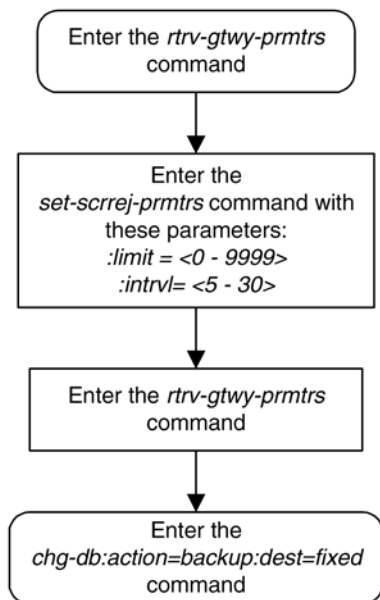 Enter the rtrv-gtwy-prmtrs
command
Enter the
set-scrrej-prmtrs command with
these parameters:
:limit = <0 - 9999>
:intrvl= <5 - 30>
Enter the rtrv-gtwy-prmtrs
command
Enter the
chg-db:action=backup:dest=fixed
command